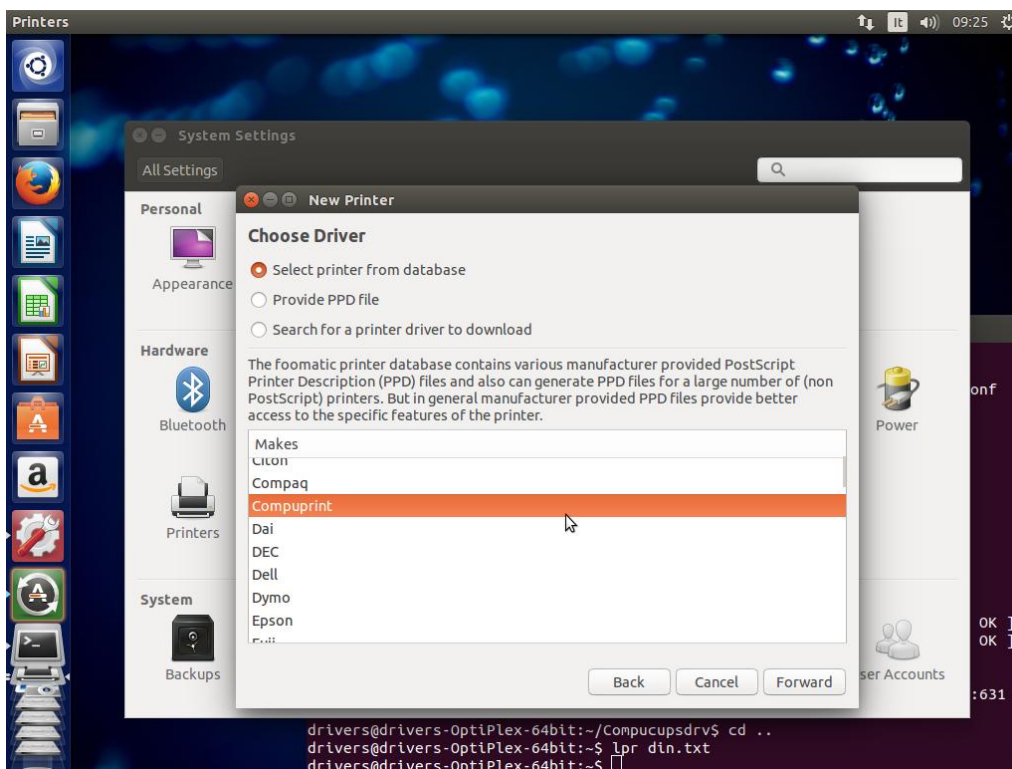 Printers
It
09:25
System Settings
All Settings
Personal
Appearance
Hardware
Bluetooth
Printers
Power
System
Backups
ser Accounts
New Printer
Choose Driver
Select printer from database
Provide PPD file
Search for a printer driver to download
The foomatic printer database contains various manufacturer provided PostScript
Printer Description (PPD) files and also can generate PPD files for a large number of (non
PostScript) printers. But in general manufacturer provided PPD files provide better
access to the specific features of the printer.
Makes
Citoh
Compaq
Compuprint
Dai
DEC
Dell
Dymo
Epson
Fuji
Back
Cancel
Forward
onf
OK ]
OK ]
:631
drivers@drivers-OptiPlex-64bit:~/Compucupsdrv$ cd ..
drivers@drivers-OptiPlex-64bit:~$ lpr din.txt
drivers@drivers-OptiPlex-64bit:~$